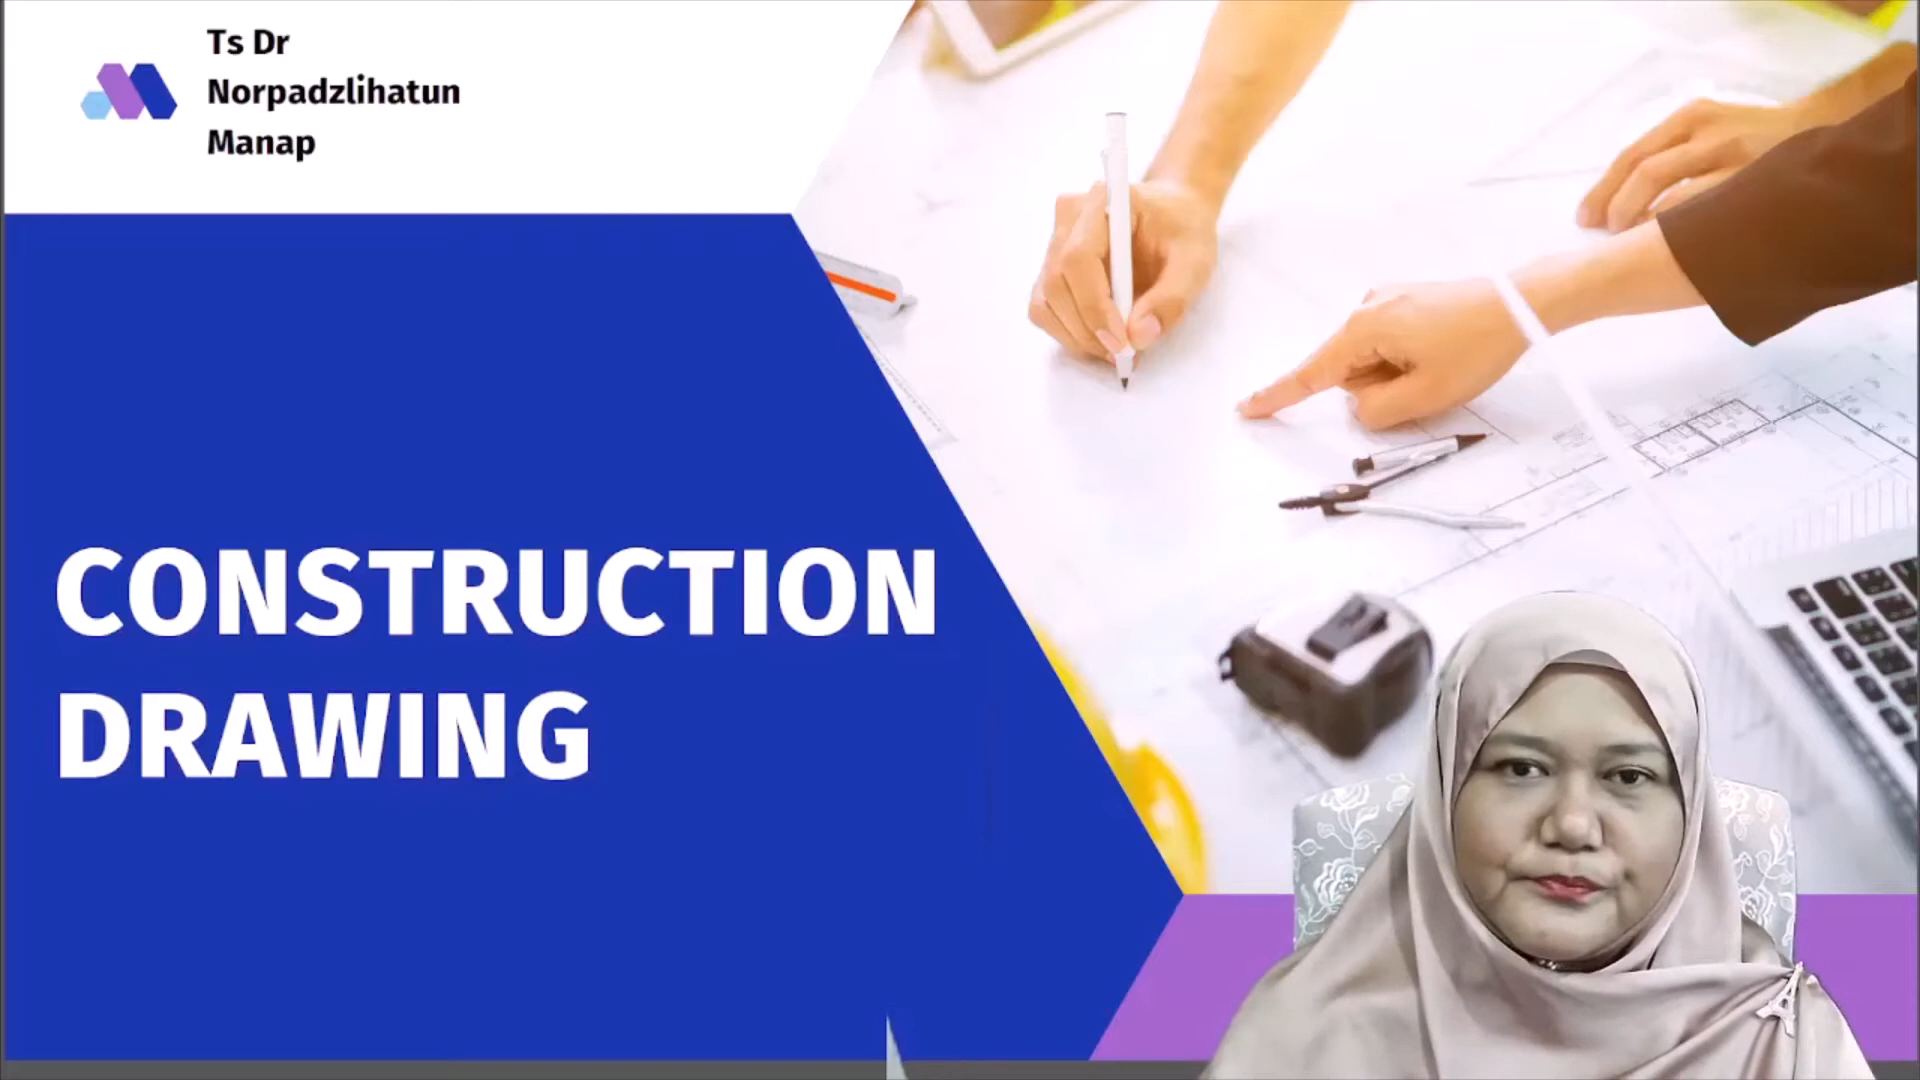 Ts Dr
Norpadzlihatun
Manap
CONSTRUCTION
DRAWING